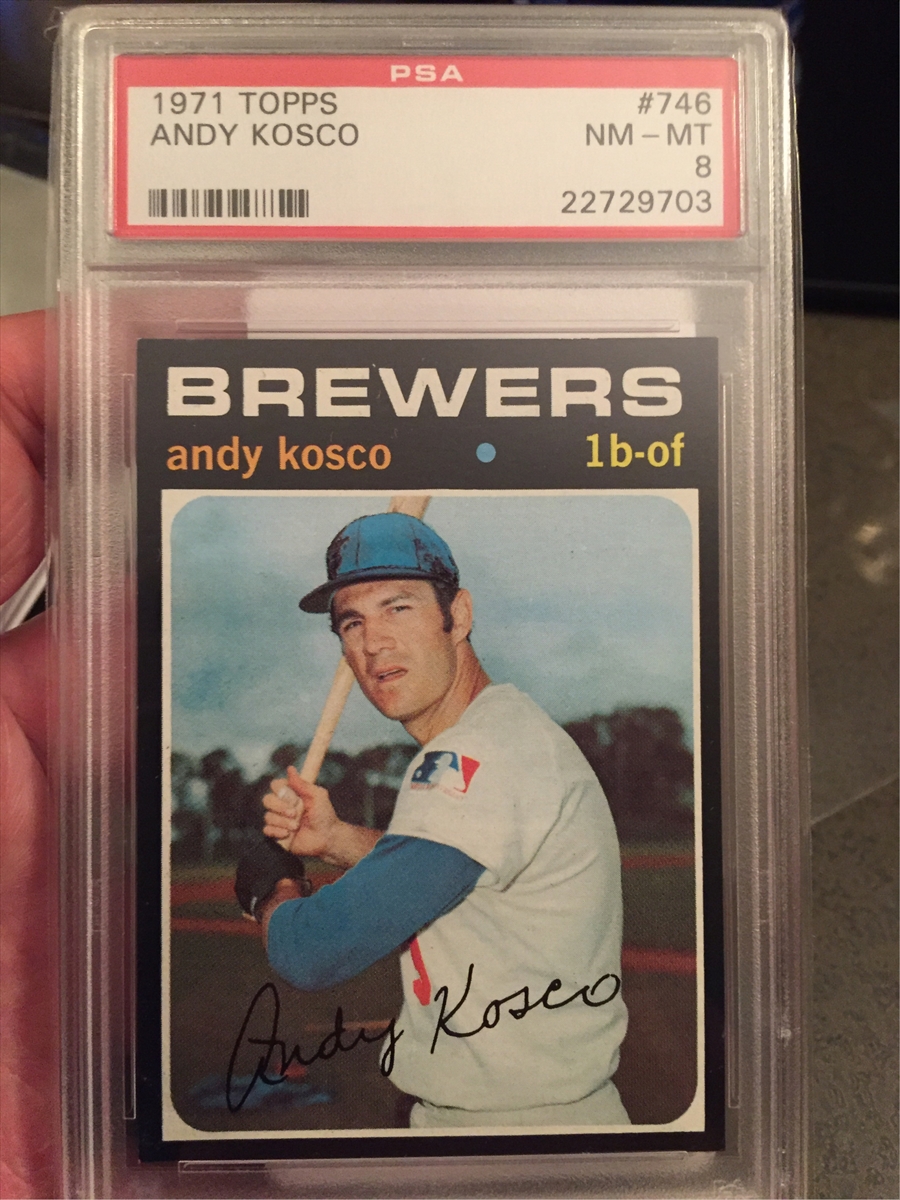 PSA
1971 TOPPS #746
ANDY KOSCO NM - MT
8
22729703
BREWERS
andy kosco • 1b-of
Andy Kosco